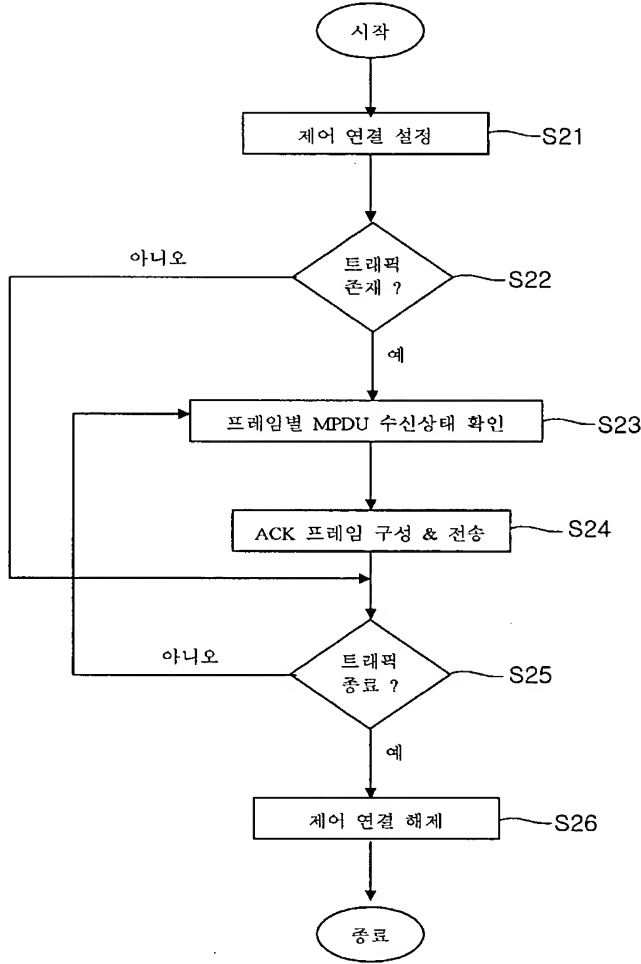 시작
제어 연결 설정
S21
아니오
트래픽
존재 ?
S22
예
프레임별 MPDU 수신상태 확인
S23
ACK 프레임 구성 & 전송
S24
아니오
트래픽
종료 ?
S25
예
제어 연결 해제
S26
종료